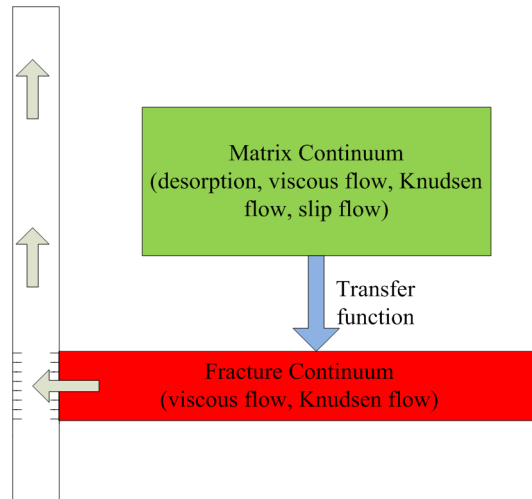 Matrix Continuum
(desorption, viscous flow, Knudsen
flow, slip flow)
Transfer
function
Fracture Continuum
(viscous flow, Knudsen flow)